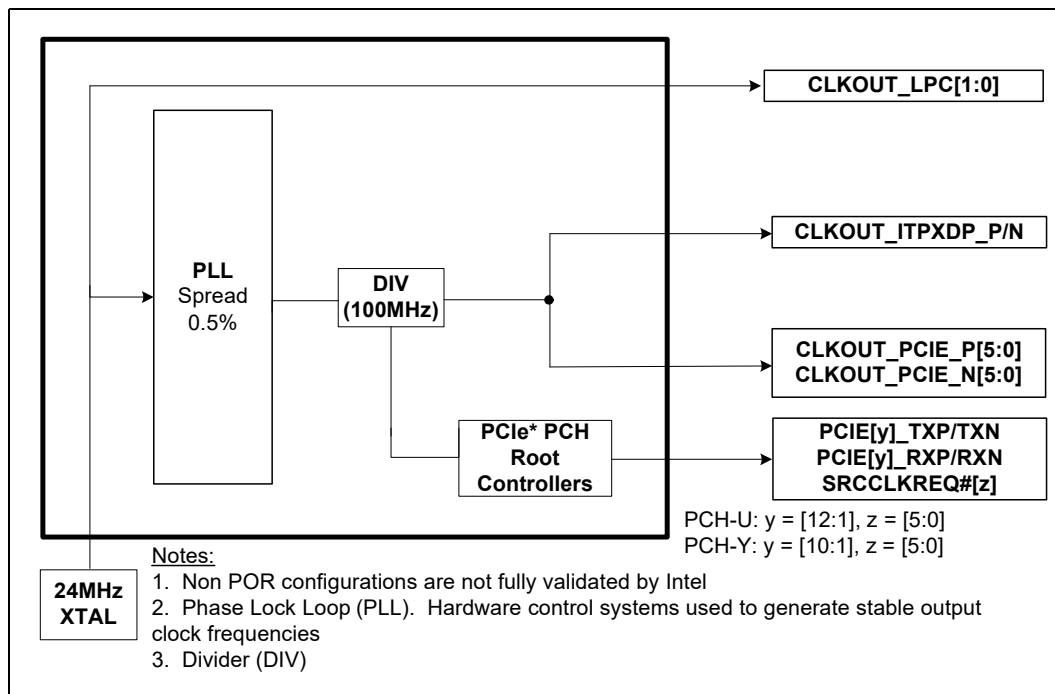 CLKOUT_LPC[1:0]
CLKOUT_ITPXDP_P/N
PLL
Spread
0.5%
DIV
(100MHz)
CLKOUT_PCIE_P[5:0]
CLKOUT_PCIE_N[5:0]
PCIe* PCH
Root
Controllers
PCIE[y]_TXP/TXN
PCIE[y]_RXP/RXN
SRCCLKREQ#[z]
PCH-U: y = [12:1], z = [5:0]
PCH-Y: y = [10:1], z = [5:0]
24MHz
XTAL
Notes:
1. Non POR configurations are not fully validated by Intel
2. Phase Lock Loop (PLL). Hardware control systems used to generate stable output
clock frequencies
3. Divider (DIV)